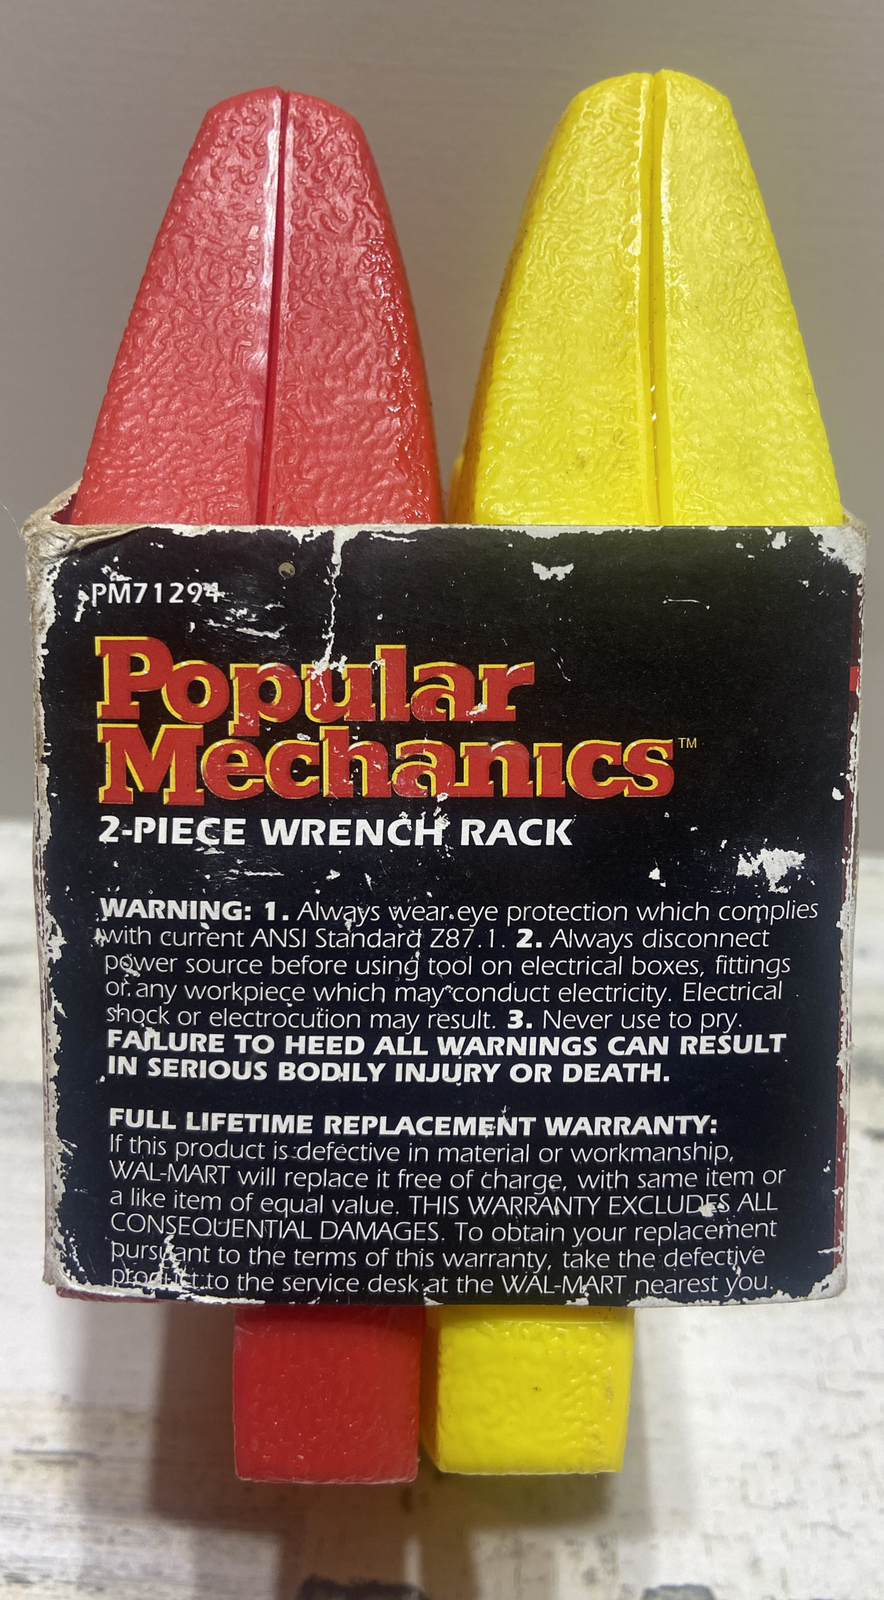 PM71294
Popular
Mechanics™
2-PIECE WRENCH RACK
WARNING: 1. Always wear eye protection which complies
with current ANSI Standard Z87.1. 2. Always disconnect
power source before using tool on electrical boxes, fittings
or any workpiece which may conduct electricity. Electrical
shock or electrocution may result. 3. Never use to pry.
FAILURE TO HEED ALL WARNINGS CAN RESULT
IN SERIOUS BODILY INJURY OR DEATH.
FULL LIFETIME REPLACEMENT WARRANTY:
If this product is defective in material or workmanship,
WAL-MART will replace it free of charge, with same item or
a like item of equal value. THIS WARRANTY EXCLUDES ALL
CONSEQUENTIAL DAMAGES. To obtain your replacement
pursuant to the terms of this warranty, take the defective
product to the service desk at the WAL-MART nearest you.